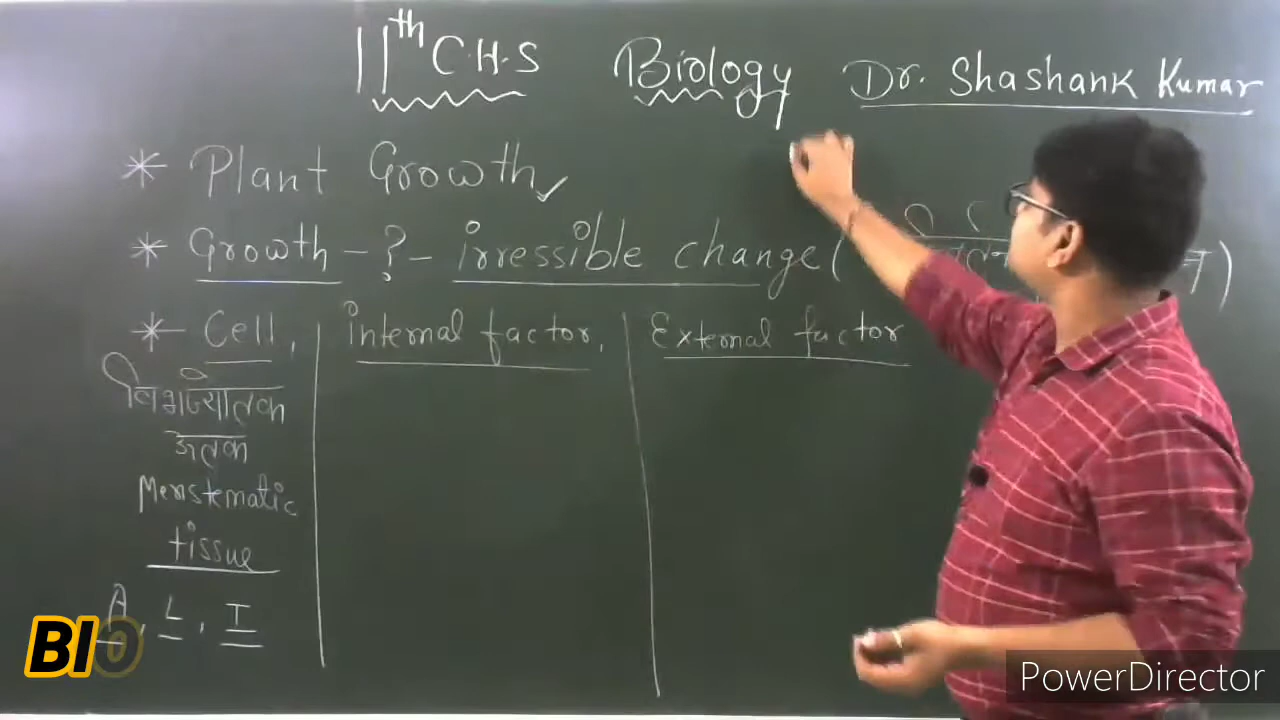 11th C.H.S Biology Dr. Shashank Kumar
* Plant Growth ✓
* Growth - ? - irressible change (
* Cell, internal factor, External factor
विभज्योतक
ऊतक
Meristematic
tissue
A, L, I
BIO
PowerDirector